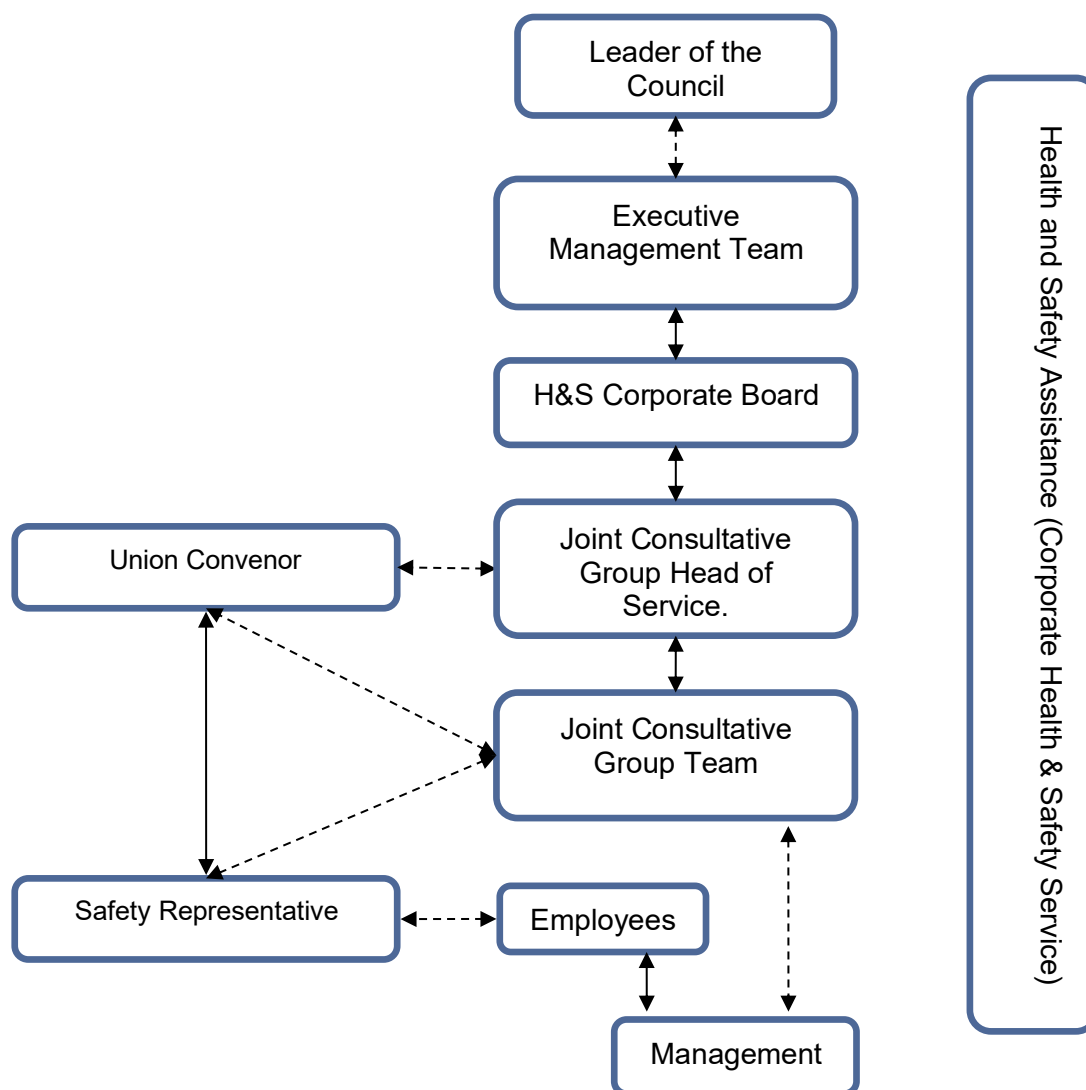 Leader of the
Council
Executive
Management Team
H&S Corporate Board
Joint Consultative
Group Head of
Service.
Union Convenor
Joint Consultative
Group Team
Safety Representative
Employees
Management
Health and Safety Assistance (Corporate Health & Safety Service)